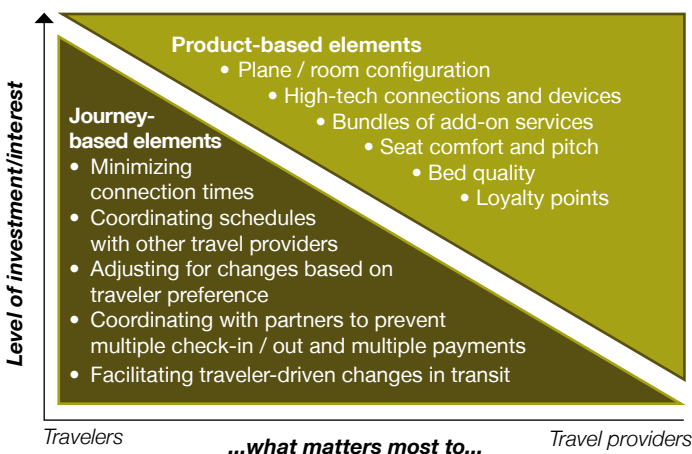 Level of investment/interest
Product-based elements
• Plane / room configuration
• High-tech connections and devices
• Bundles of add-on services
• Seat comfort and pitch
• Bed quality
• Loyalty points
Journey-
based elements
• Minimizing
connection times
• Coordinating schedules
with other travel providers
• Adjusting for changes based on
traveler preference
• Coordinating with partners to prevent
multiple check-in / out and multiple payments
• Facilitating traveler-driven changes in transit
Travelers
...what matters most to...
Travel providers